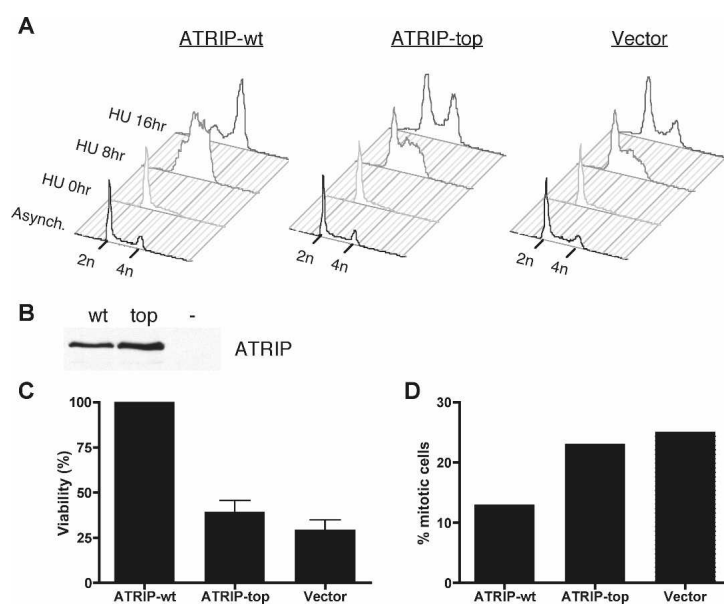 A
ATRIP-wt ATRIP-top Vector
HU 16hr
HU 8hr
HU 0hr
Asynch.
2n 4n 2n 4n 2n 4n
B
wt top -
ATRIP
C
Viability (%)
100
75
50
25
0
ATRIP-wt ATRIP-top Vector
D
% mitotic cells
30
20
10
0
ATRIP-wt ATRIP-top Vector